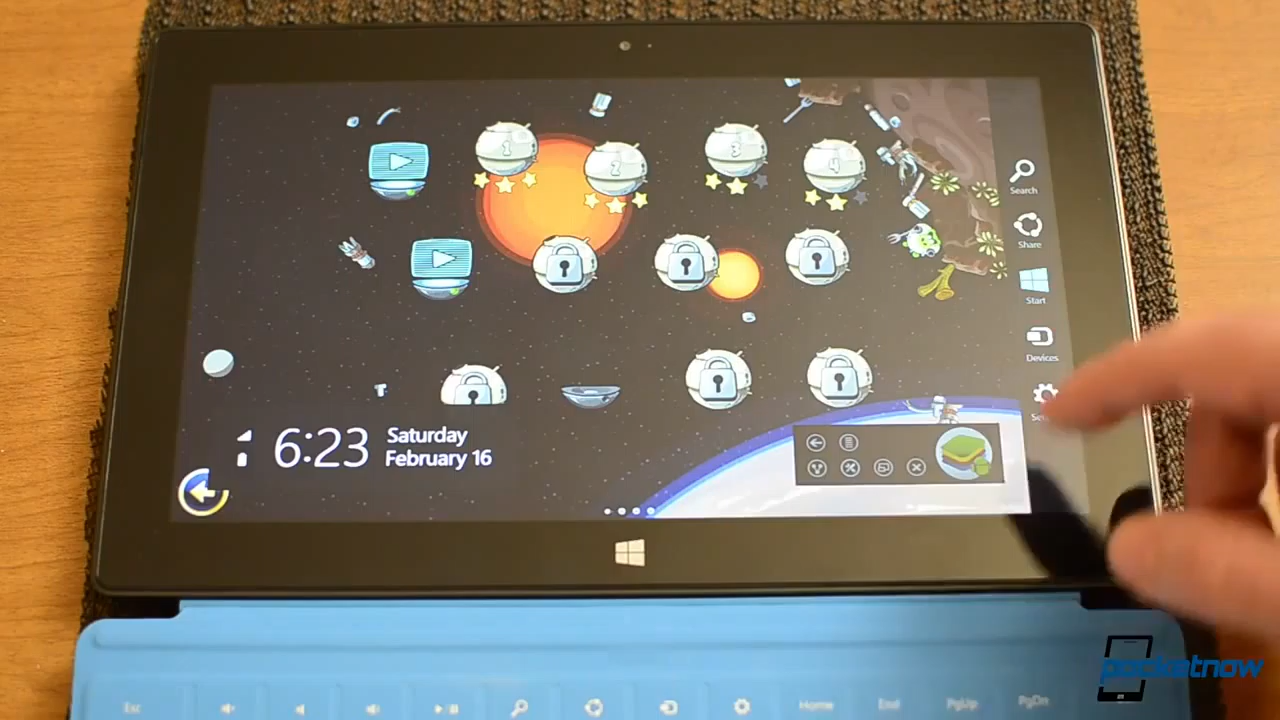 1
2
3
4
Search
Share
Start
Devices
6:23
Saturday
February 16
pocketnow
Esc
Home
End
PgUp
PgDn